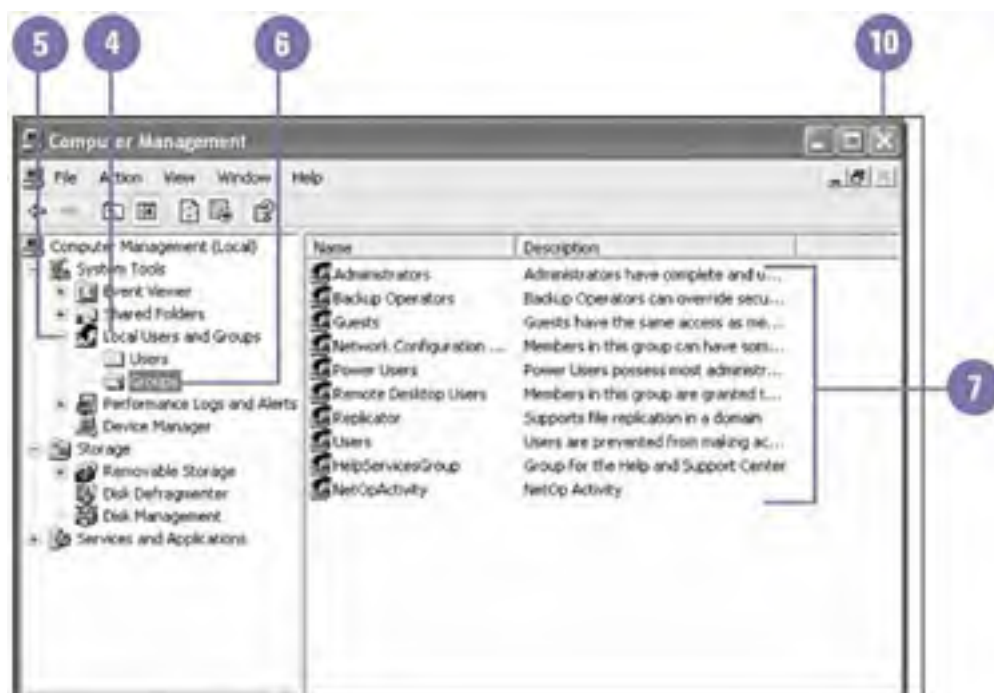 5 4 6 10
Computer Management
File Action View Window Help
Computer Management (Local)
System Tools
Event Viewer
Shared Folders
Local Users and Groups
Users
Groups
Performance Logs and Alerts
Device Manager
Storage
Removable Storage
Disk Defragmenter
Disk Management
Services and Applications
Name Description
Administrators Administrators have complete and u...
Backup Operators Backup Operators can override secu...
Guests Guests have the same access as me...
Network Configuration ... Members in this group can have som...
Power Users Power Users possess most administr...
Remote Desktop Users Members in this group are granted t...
Replicator Supports file replication in a domain
Users Users are prevented from making ac...
HelpServicesGroup Group for the Help and Support Center
NetOpActivity NetOp Activity
7